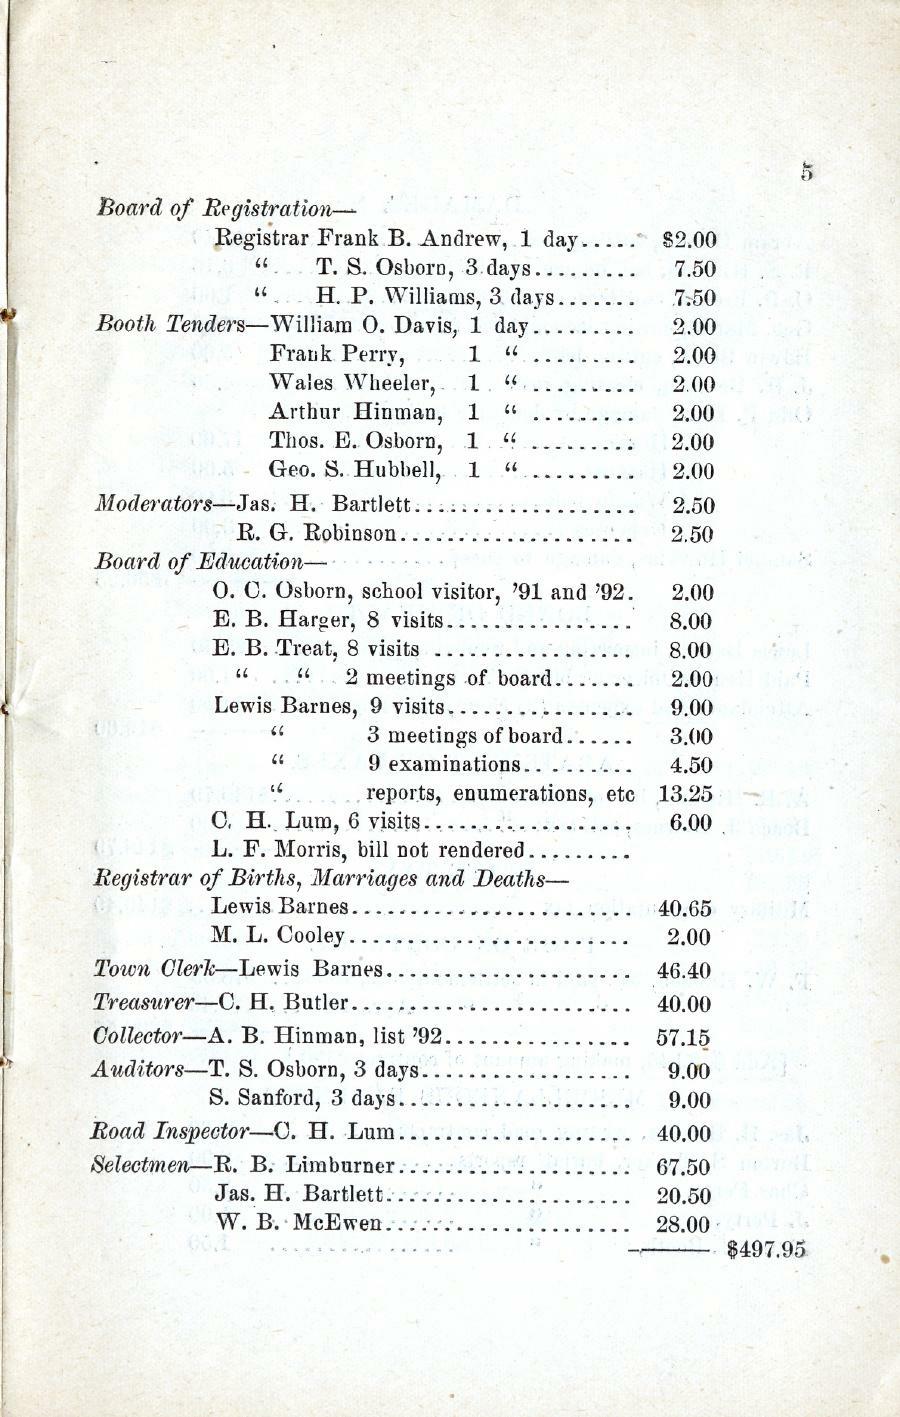 5
Board of Registration—
Registrar Frank B. Andrew, 1 day..... $2.00
“ T. S. Osborn, 3 days.......... 7.50
“ H. P. Williams, 3 days........ 7.50
Booth Tenders—William O. Davis, 1 day.......... 2.00
Frank Perry, 1 “ .......... 2.00
Wales Wheeler, 1 “ .......... 2.00
Arthur Hinman, 1 “ .......... 2.00
Thos. E. Osborn, 1 “ .......... 2.00
Geo. S. Hubbell, 1 “ .......... 2.00
Moderators—Jas. H. Bartlett................... 2.50
R. G. Robinson.................... 2.50
Board of Education—
O. C. Osborn, school visitor, ’91 and ’92. 2.00
E. B. Harger, 8 visits................ 8.00
E. B. Treat, 8 visits ................. 8.00
“ “ 2 meetings of board....... 2.00
Lewis Barnes, 9 visits................ 9.00
“ 3 meetings of board...... 3.00
“ 9 examinations.......... 4.50
“ reports, enumerations, etc 13.25
C. H. Lum, 6 visits.................. 6.00
L. F. Morris, bill not rendered.........
Registrar of Births, Marriages and Deaths—
Lewis Barnes........................ 40.65
M. L. Cooley........................ 2.00
Town Clerk—Lewis Barnes..................... 46.40
Treasurer—C. H. Butler........................ 40.00
Collector—A. B. Hinman, list ’92................ 57.15
Auditors—T. S. Osborn, 3 days.................. 9.00
S. Sanford, 3 days.................... 9.00
Road Inspector—C. H. Lum.................... 40.00
Selectmen—R. B. Limburner.................... 67.50
Jas. H. Bartlett..................... 20.50
W. B. McEwen..................... 28.00
——— $497.95